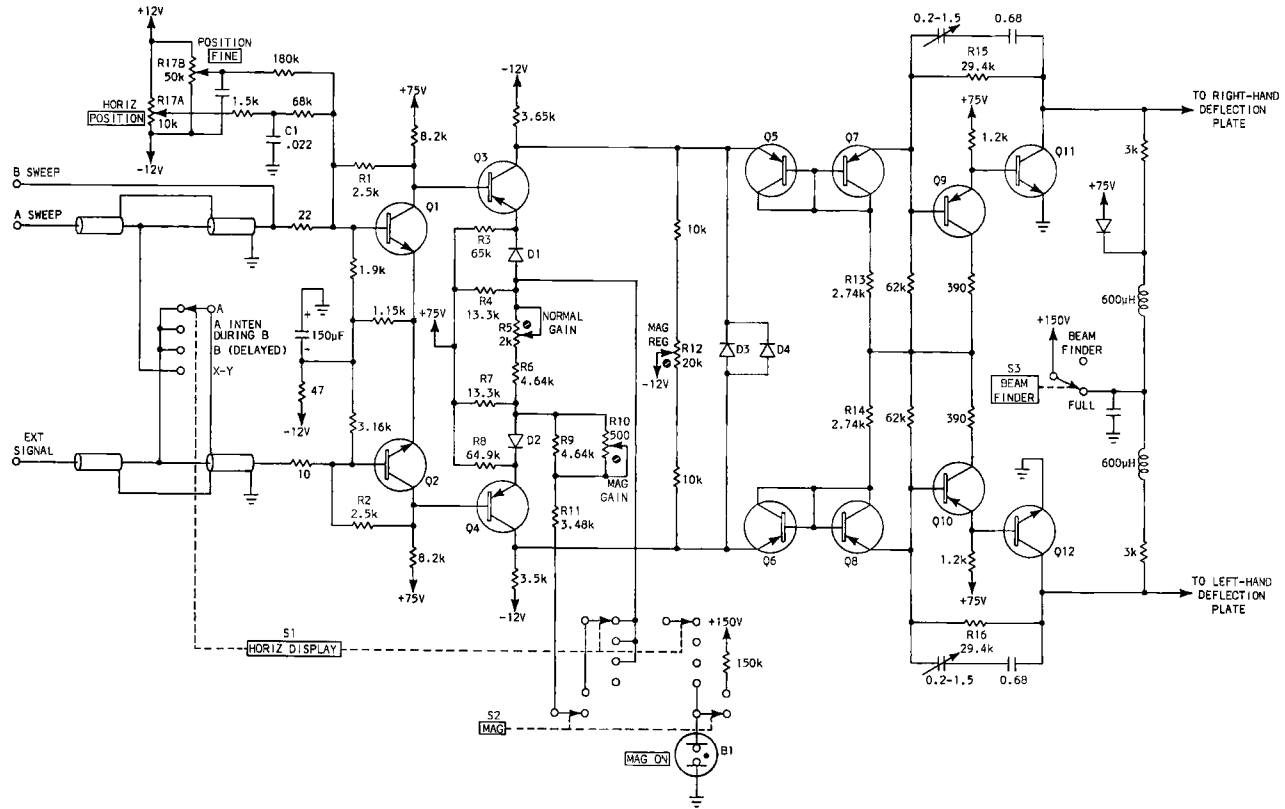 +12V
POSITION
FINE
R17B
50k
180k
HORIZ
POSITION
R17A
10k
1.5k
68k
C1
.022
-12V
B SWEEP
A SWEEP
22
R1
2.5k
+75V
8.2k
Q1
1.9k
1.15k
+
150µF
-
47
-12V
3.16k
A
A INTEN
DURING B
B (DELAYED)
X-Y
EXT
SIGNAL
10
R2
2.5k
Q2
8.2k
+75V
-12V
3.65k
Q3
R3
65k
D1
R4
13.3k
+75V
R5
2k
NORMAL
GAIN
R6
4.64k
R7
13.3k
R8
64.9k
D2
R9
4.64k
R10
500
MAG
GAIN
R11
3.48k
Q4
3.5k
-12V
10k
MAG
REG
-12V
R12
20k
10k
D3
D4
Q5
Q7
R13
2.74k
62k
R14
2.74k
62k
Q6
Q8
0.2-1.5
0.68
R15
29.4k
+75V
1.2k
Q9
Q11
390
390
Q10
Q12
1.2k
+75V
R16
29.4k
0.2-1.5
0.68
TO RIGHT-HAND
DEFLECTION
PLATE
3k
+75V
600µH
+150V
BEAM
FINDER
S3
BEAM
FINDER
FULL
600µH
3k
TO LEFT-HAND
DEFLECTION
PLATE
S1
HORIZ DISPLAY
S2
MAG
+150V
150k
MAG ON
B1